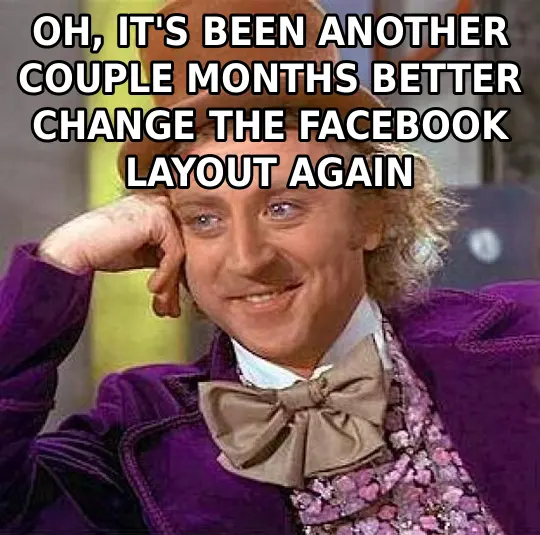 OH, IT'S BEEN ANOTHER
COUPLE MONTHS BETTER
CHANGE THE FACEBOOK
LAYOUT AGAIN